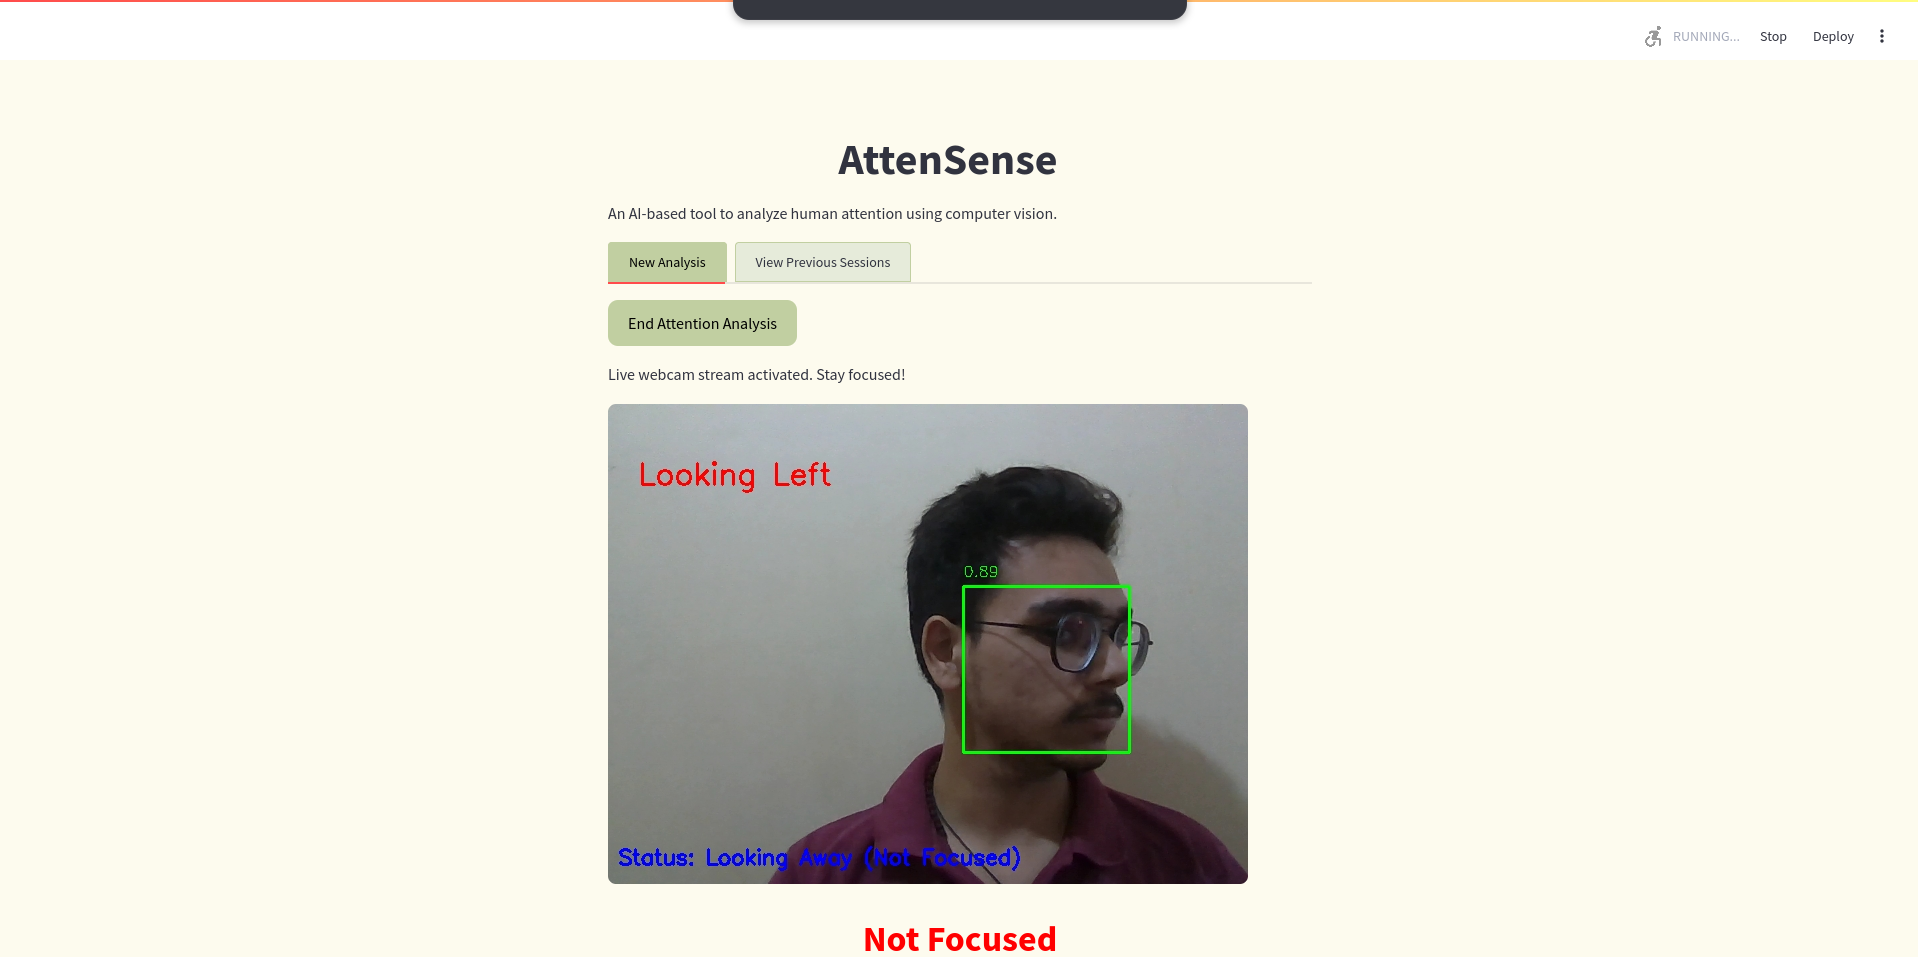 RUNNING...
Stop
Deploy
AttenSense
An AI-based tool to analyze human attention using computer vision.
New Analysis
View Previous Sessions
End Attention Analysis
Live webcam stream activated. Stay focused!
Looking Left
0.89
Status: Looking Away (Not Focused)
Not Focused